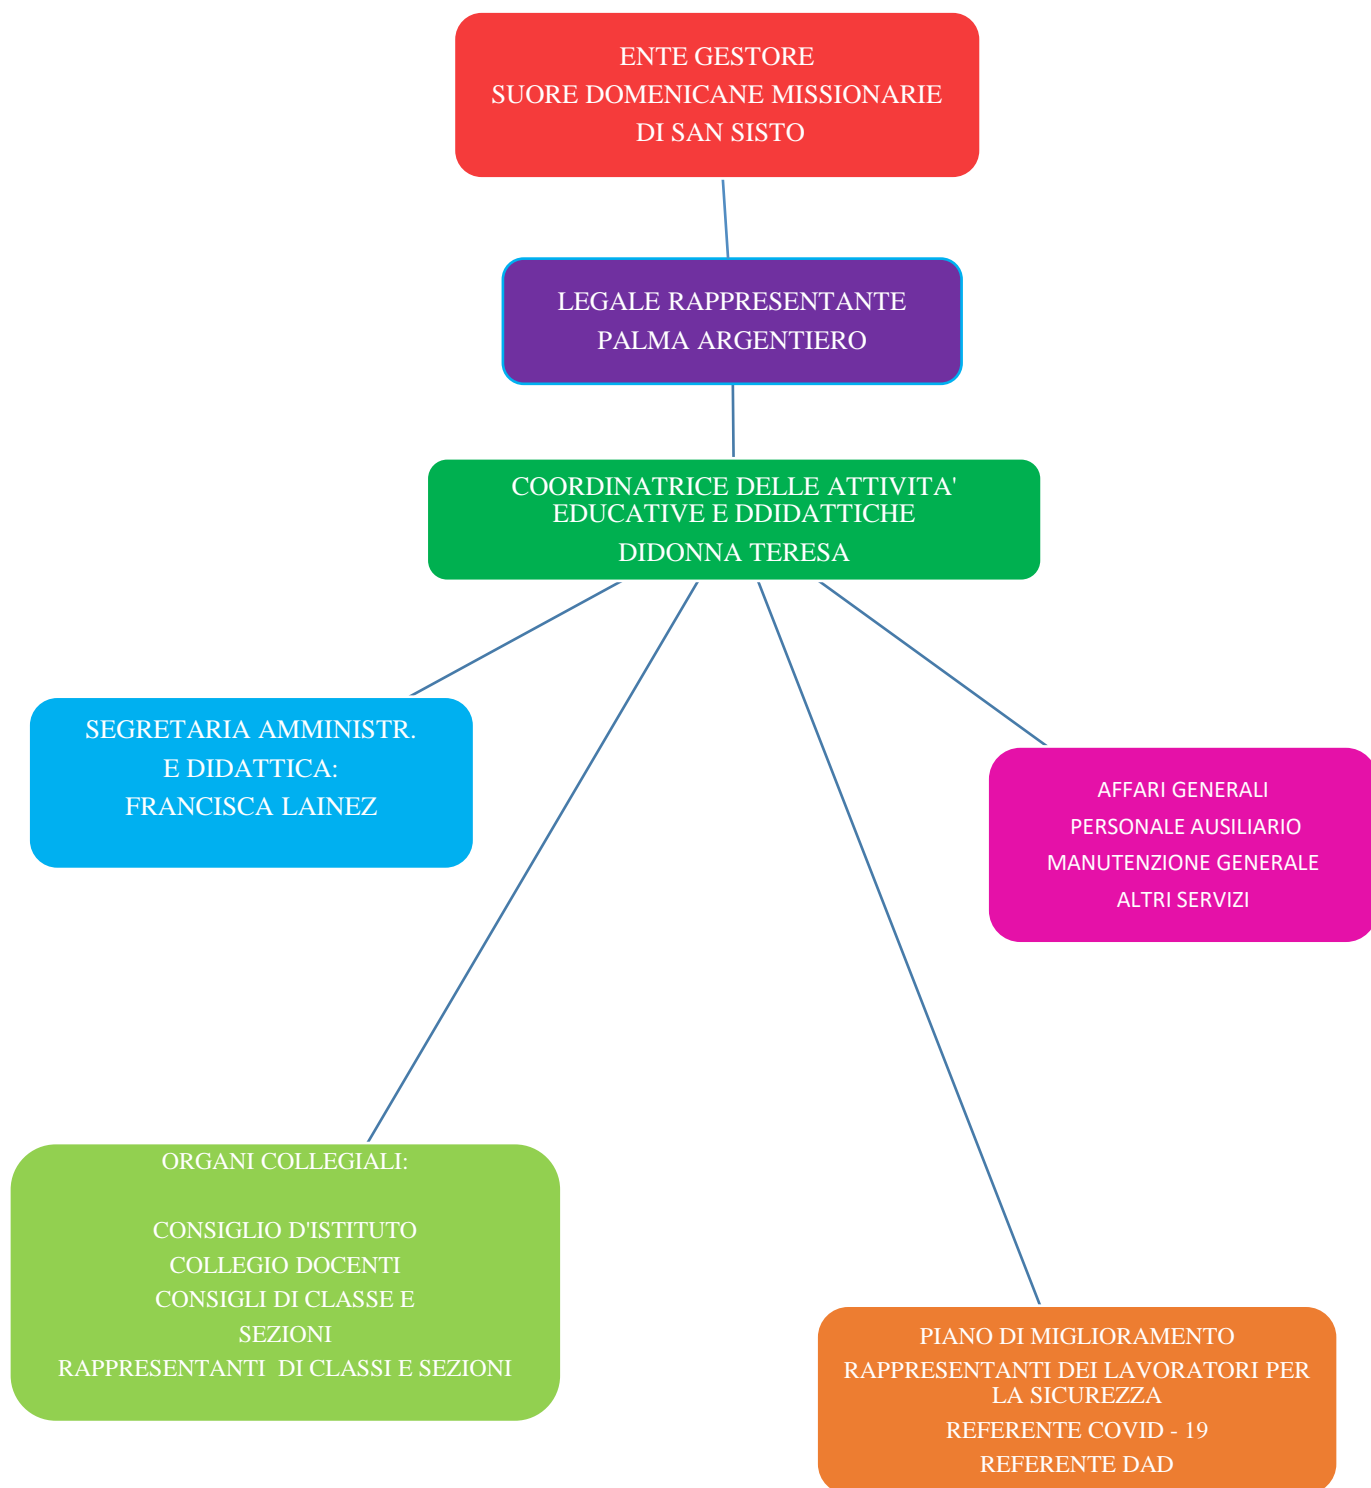 ENTE GESTORE
SUORE DOMENICANE MISSIONARIE
DI SAN SISTO
LEGALE RAPPRESENTANTE
PALMA ARGENTIERO
COORDINATRICE DELLE ATTIVITA'
EDUCATIVE E DDIDATTICHE
DIDONNA TERESA
SEGRETARIA AMMINISTR.
E DIDATTICA:
FRANCISCA LAINEZ
AFFARI GENERALI
PERSONALE AUSILIARIO
MANUTENZIONE GENERALE
ALTRI SERVIZI
ORGANI COLLEGIALI:
CONSIGLIO D'ISTITUTO
COLLEGIO DOCENTI
CONSIGLI DI CLASSE E
SEZIONI
RAPPRESENTANTI DI CLASSI E SEZIONI
PIANO DI MIGLIORAMENTO
RAPPRESENTANTI DEI LAVORATORI PER
LA SICUREZZA
REFERENTE COVID - 19
REFERENTE DAD